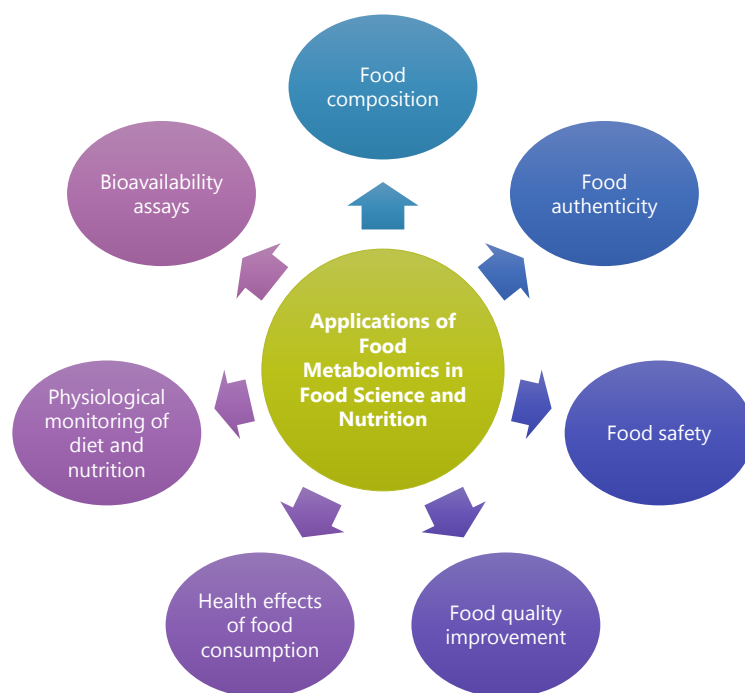 Food
composition
Food
authenticity
Food safety
Food quality
improvement
Health effects
of food
consumption
Physiological
monitoring of
diet and
nutrition
Bioavailability
assays
Applications of
Food
Metabolomics in
Food Science and
Nutrition